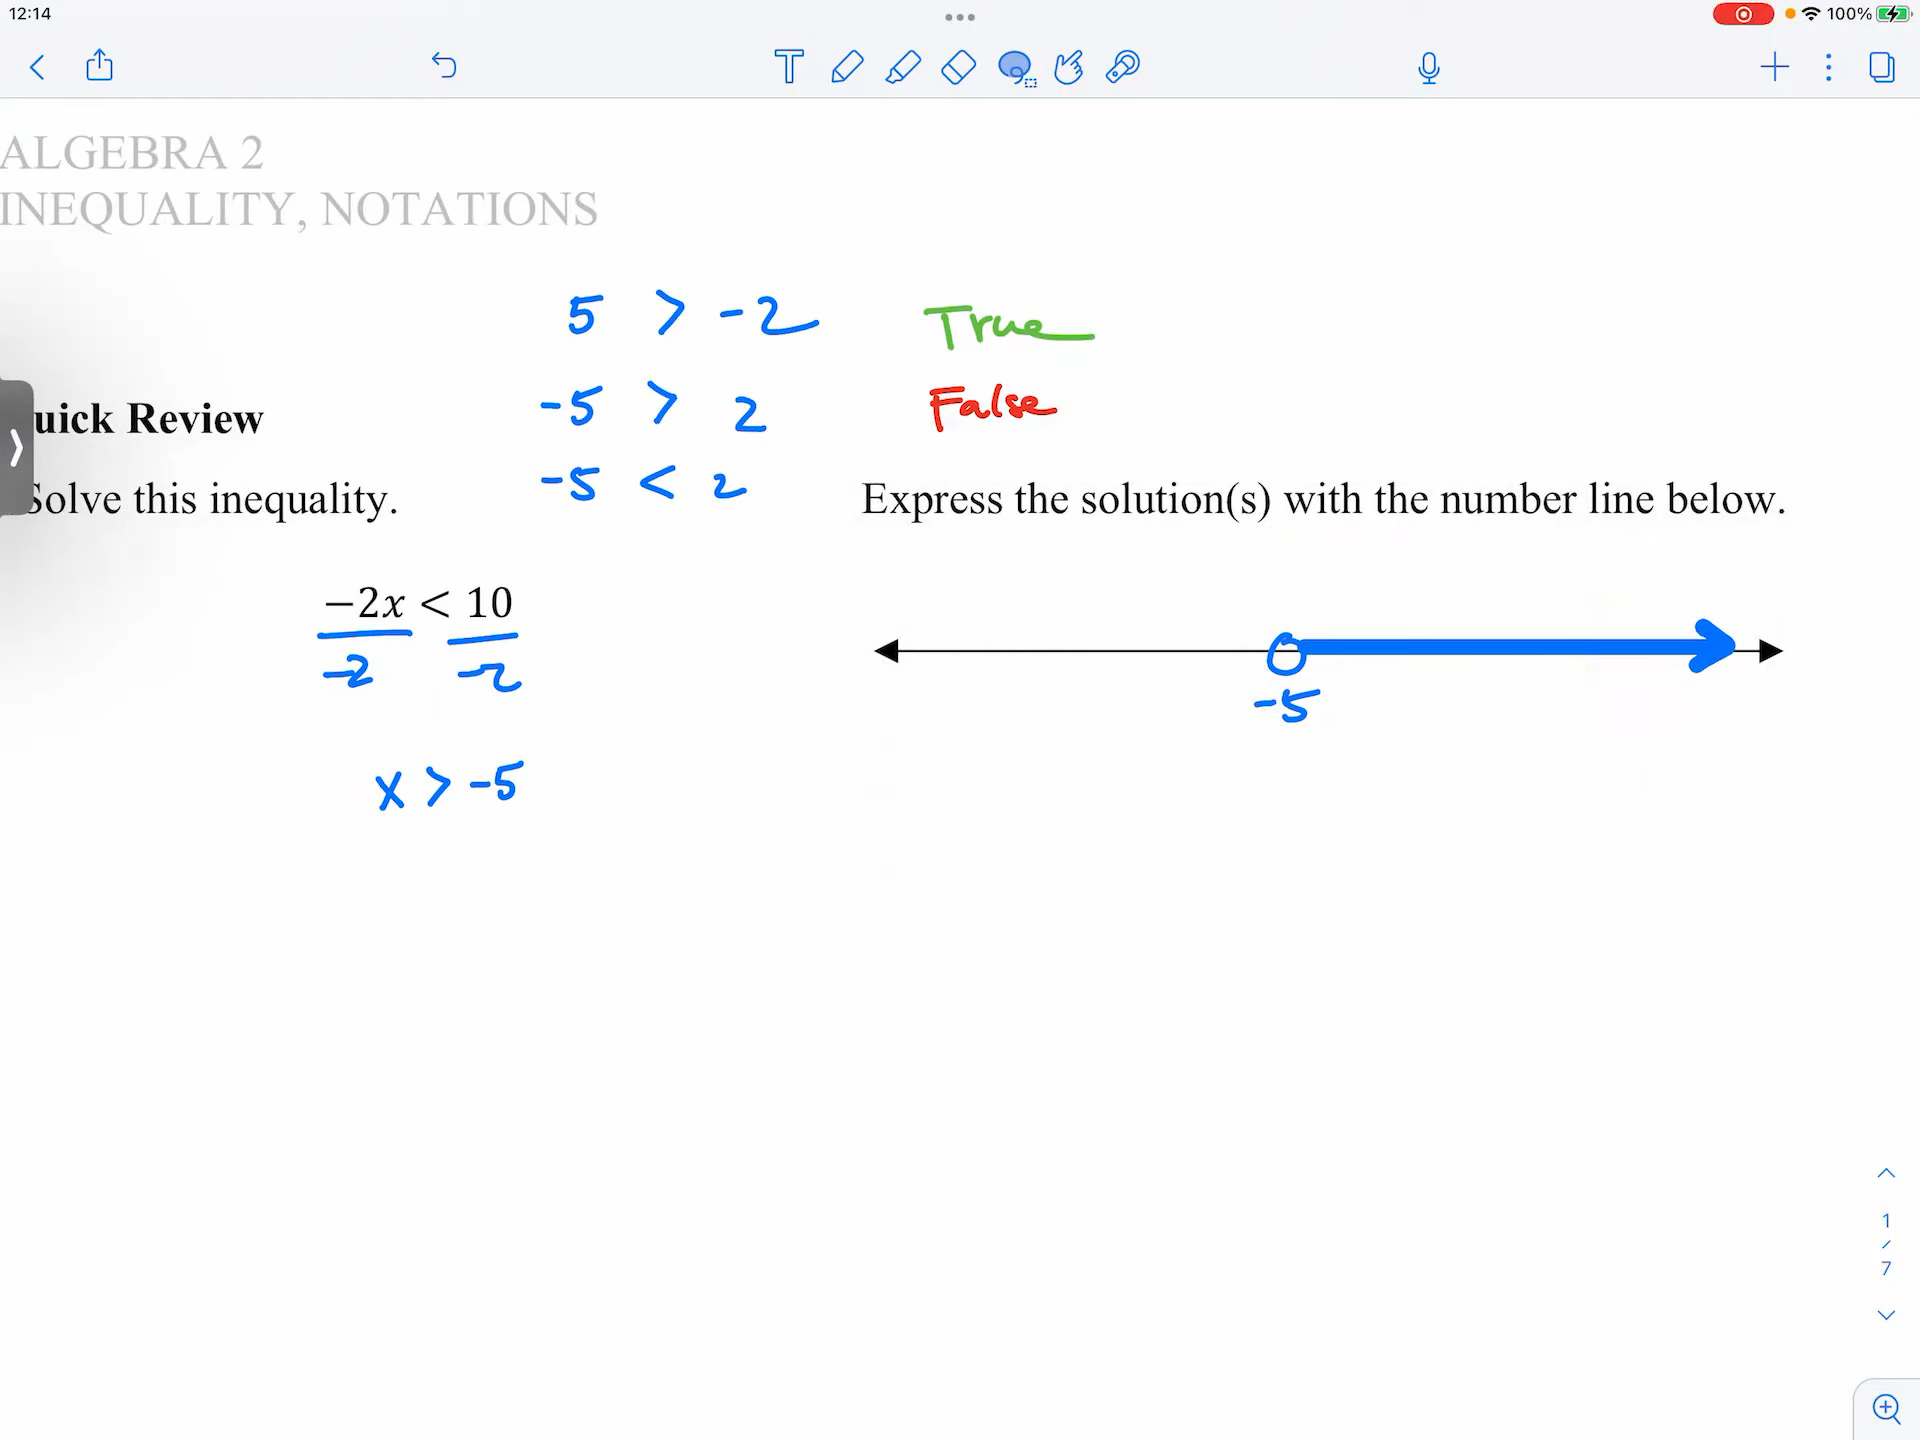 12:14
100%
ALGEBRA 2
INEQUALITY, NOTATIONS
5 > -2 True
-5 > 2 False
uick Review
-5 < 2
Solve this inequality.
Express the solution(s) with the number line below.
−2x < 10
-2 -2
-5
x > -5
1
/
7